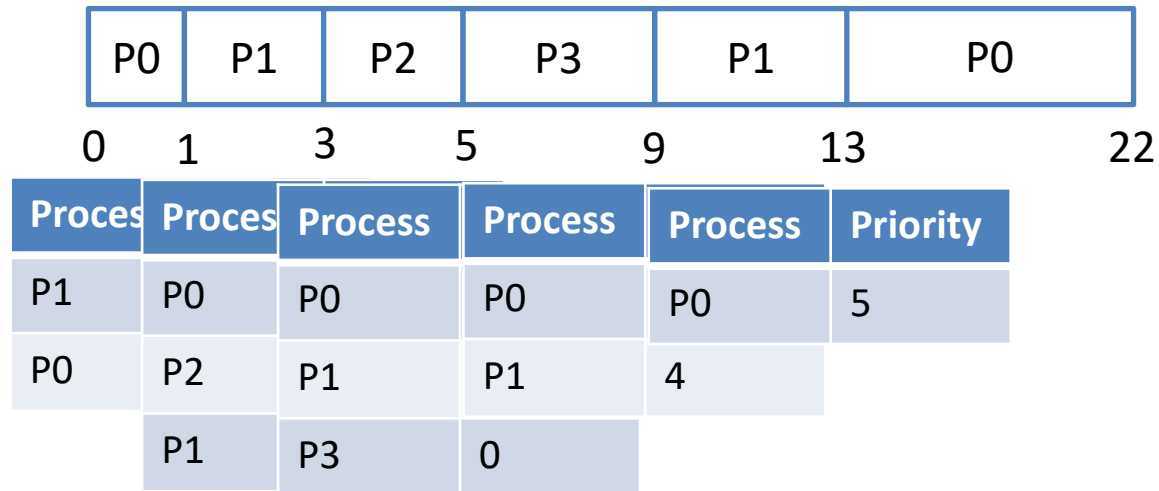 P0 P1 P2 P3 P1 P0
0 1 3 5 9 13 22
Proces Proces Process Process Process Priority
P1 P0 P0 P0 P0 5
P0 P2 P1 P1 4
P1 P3 0